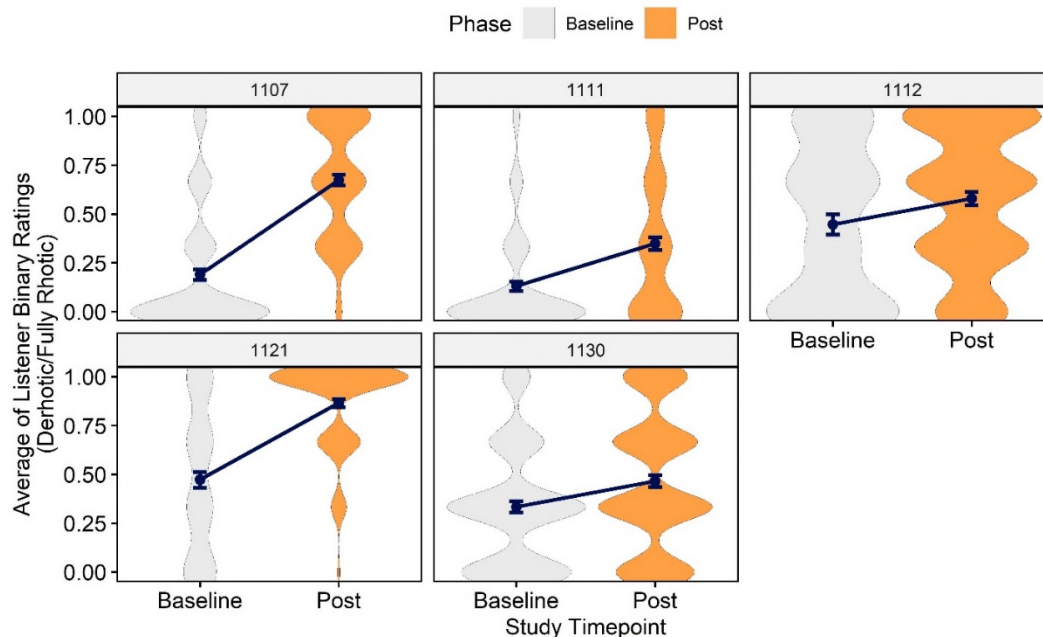 Phase Baseline Post
Average of Listener Binary Ratings
(Derhotic/Fully Rhotic)
1107
1111
1112
1.00
0.75
0.50
0.25
0.00
Baseline Post
1121
1130
1.00
0.75
0.50
0.25
0.00
Baseline Post
Baseline Post
Study Timepoint